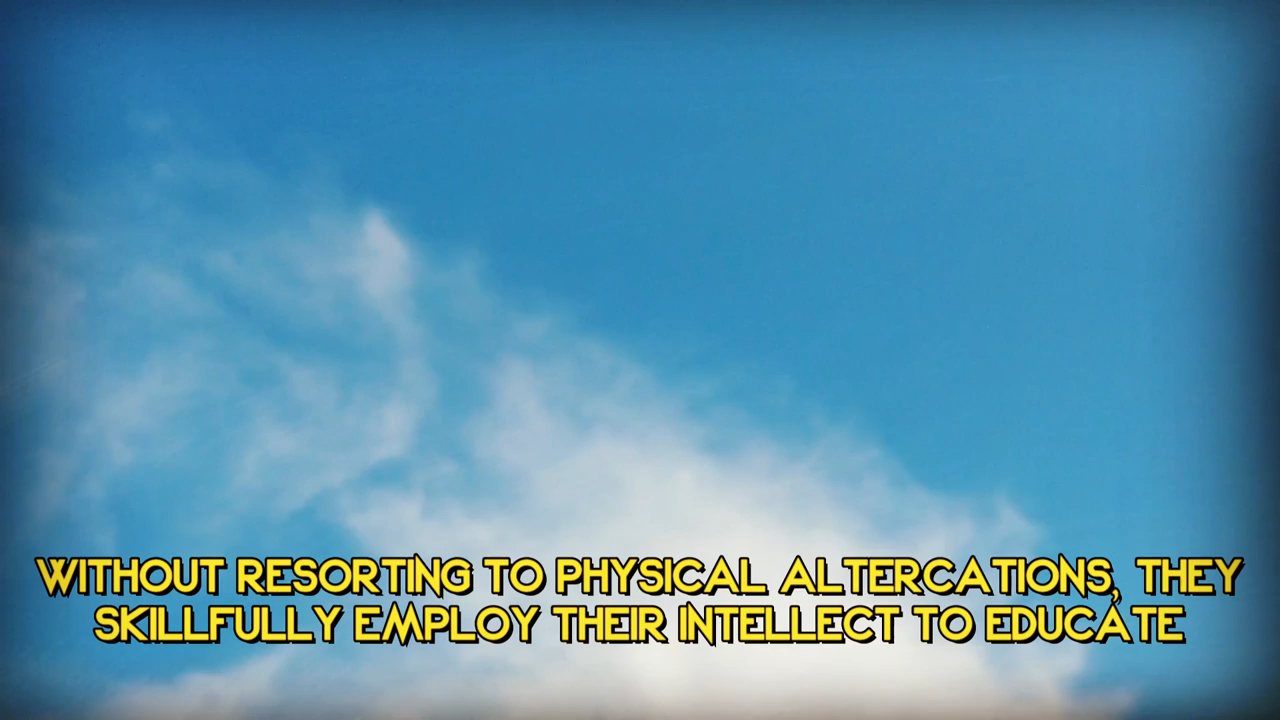 WITHOUT RESORTING TO PHYSICAL ALTERCATIONS, THEY
SKILLFULLY EMPLOY THEIR INTELLECT TO EDUCATE